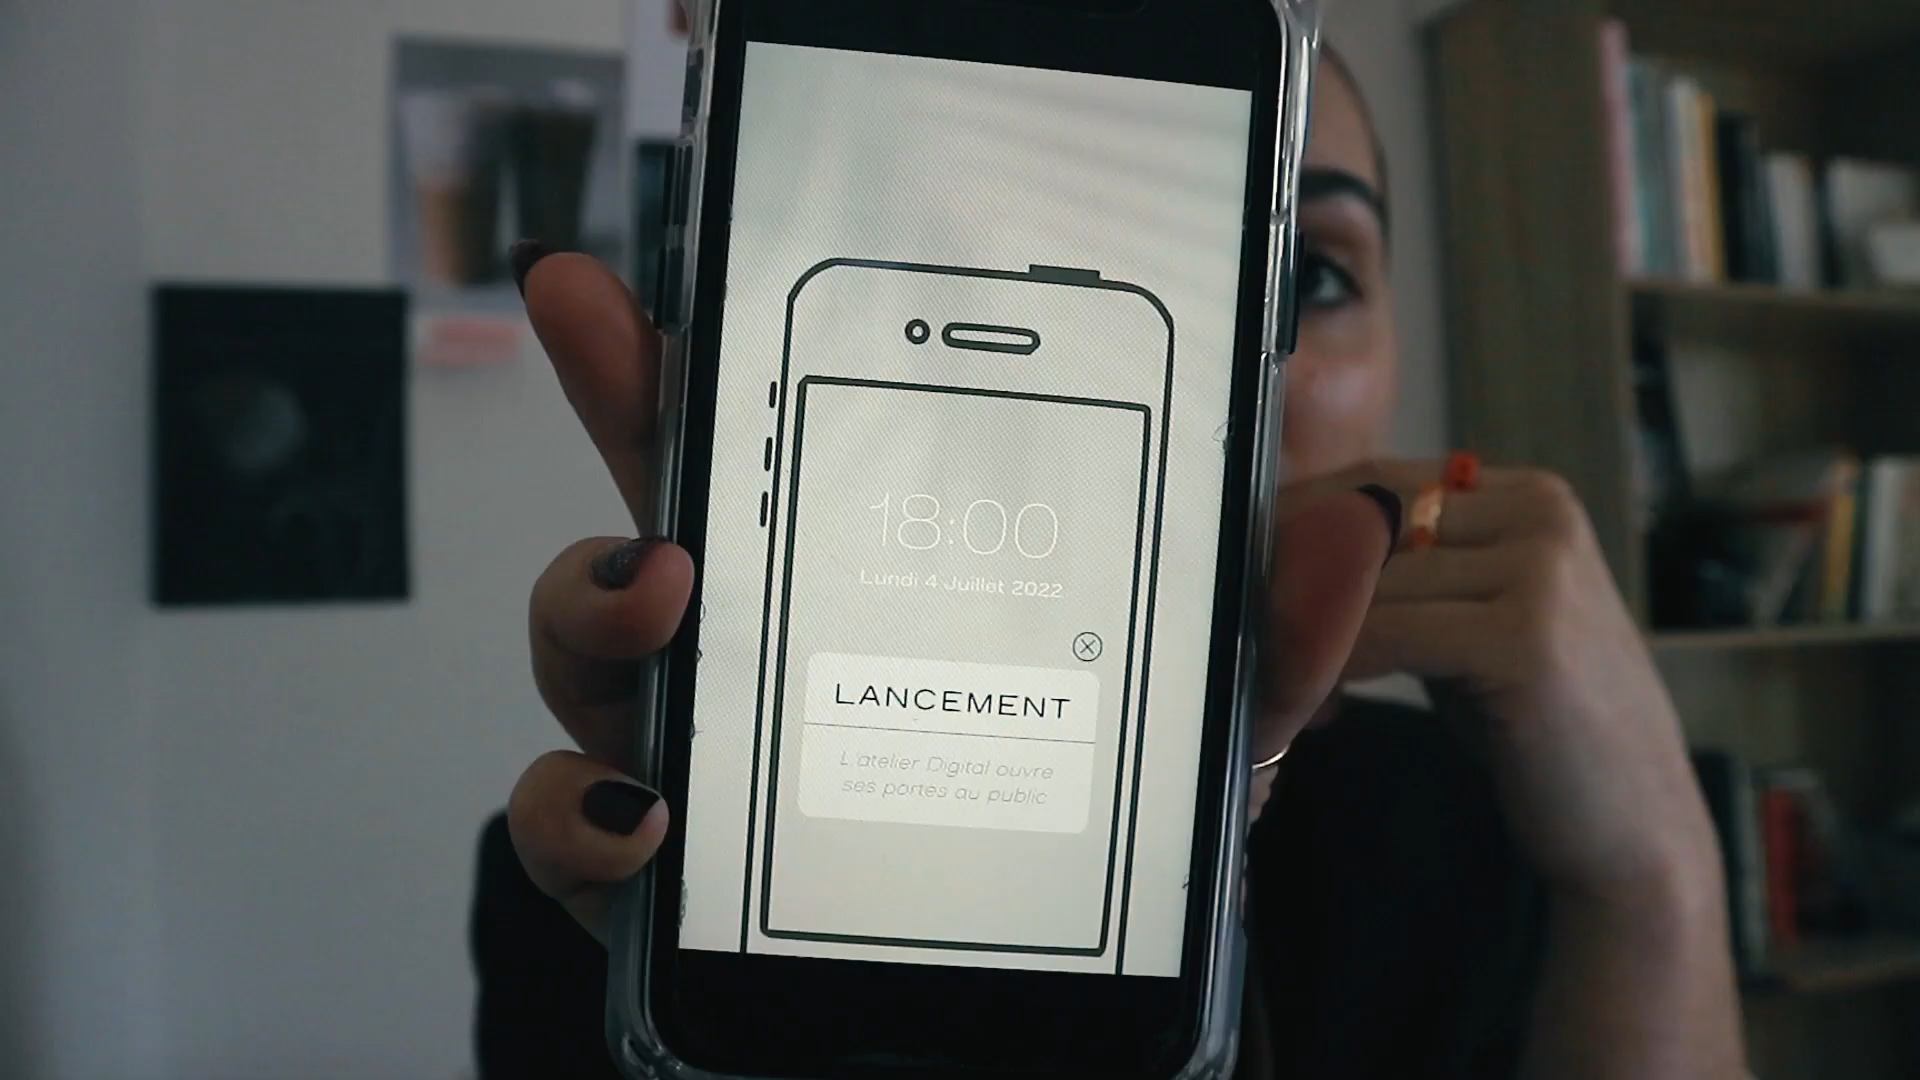 18:00
Lundi 4 Juillet 2022
LANCEMENT
L'atelier Digital ouvre
ses portes au public